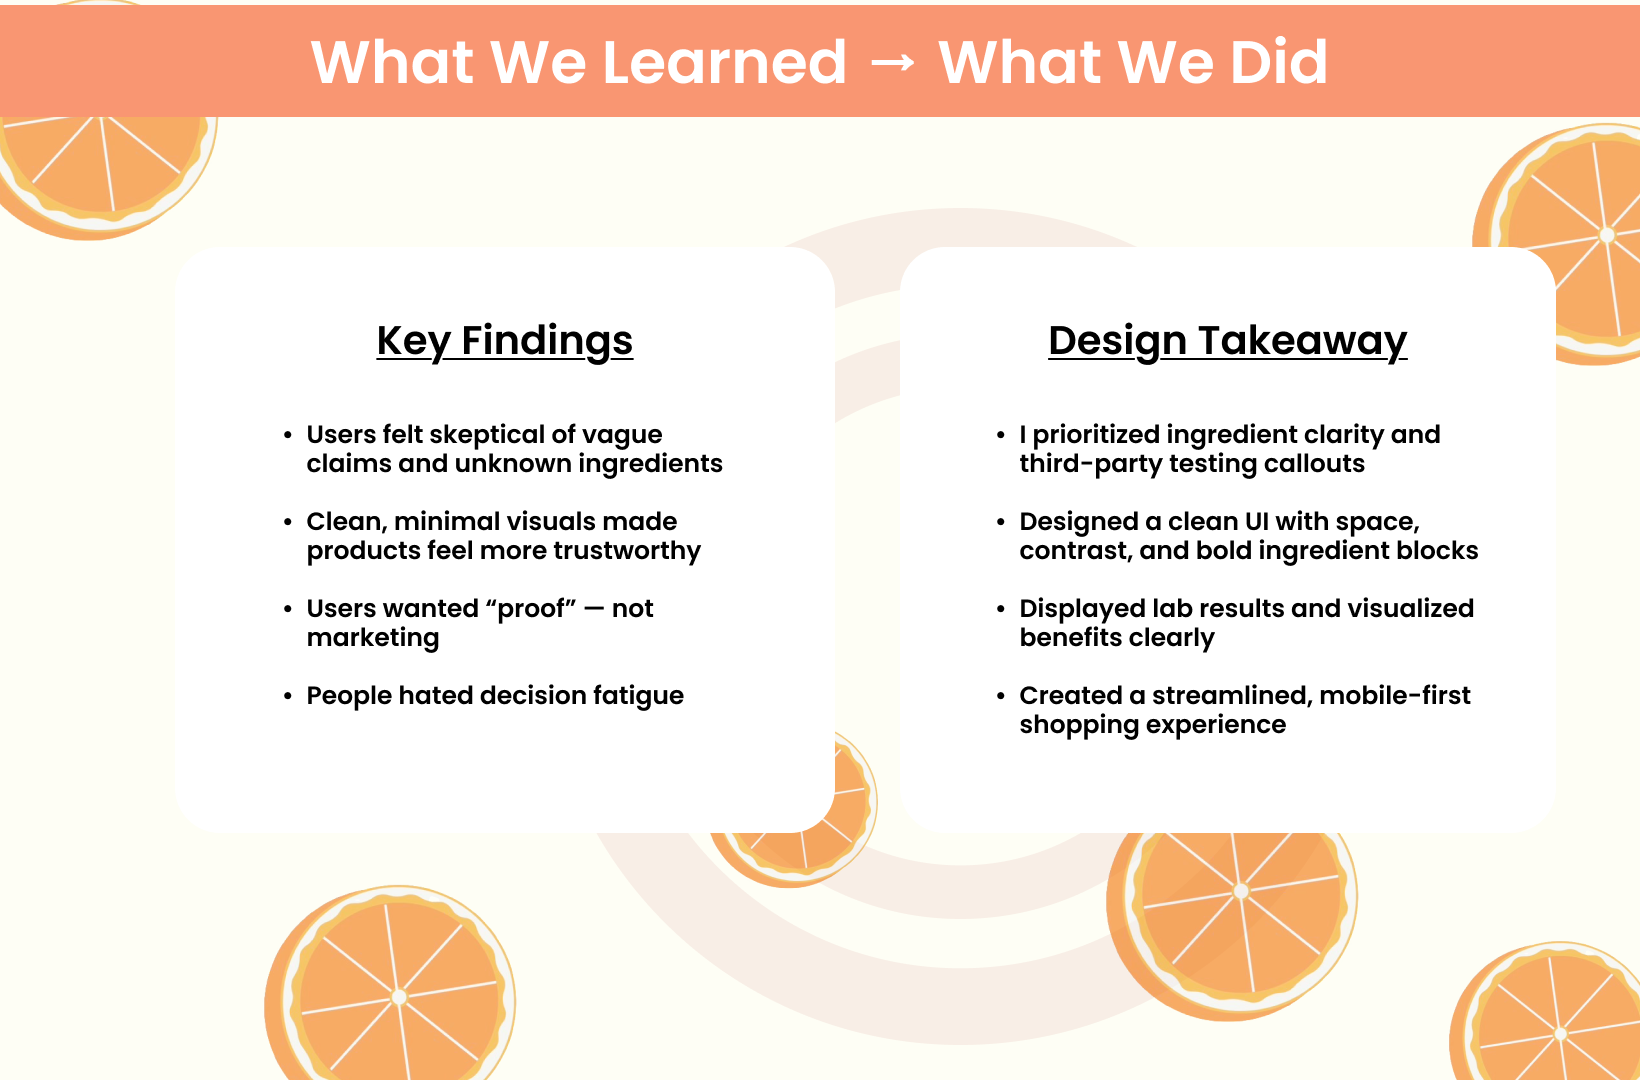 What We Learned → What We Did
Key Findings
• Users felt skeptical of vague
claims and unknown ingredients
• Clean, minimal visuals made
products feel more trustworthy
• Users wanted “proof” — not
marketing
• People hated decision fatigue
Design Takeaway
• I prioritized ingredient clarity and
third-party testing callouts
• Designed a clean UI with space,
contrast, and bold ingredient blocks
• Displayed lab results and visualized
benefits clearly
• Created a streamlined, mobile-first
shopping experience